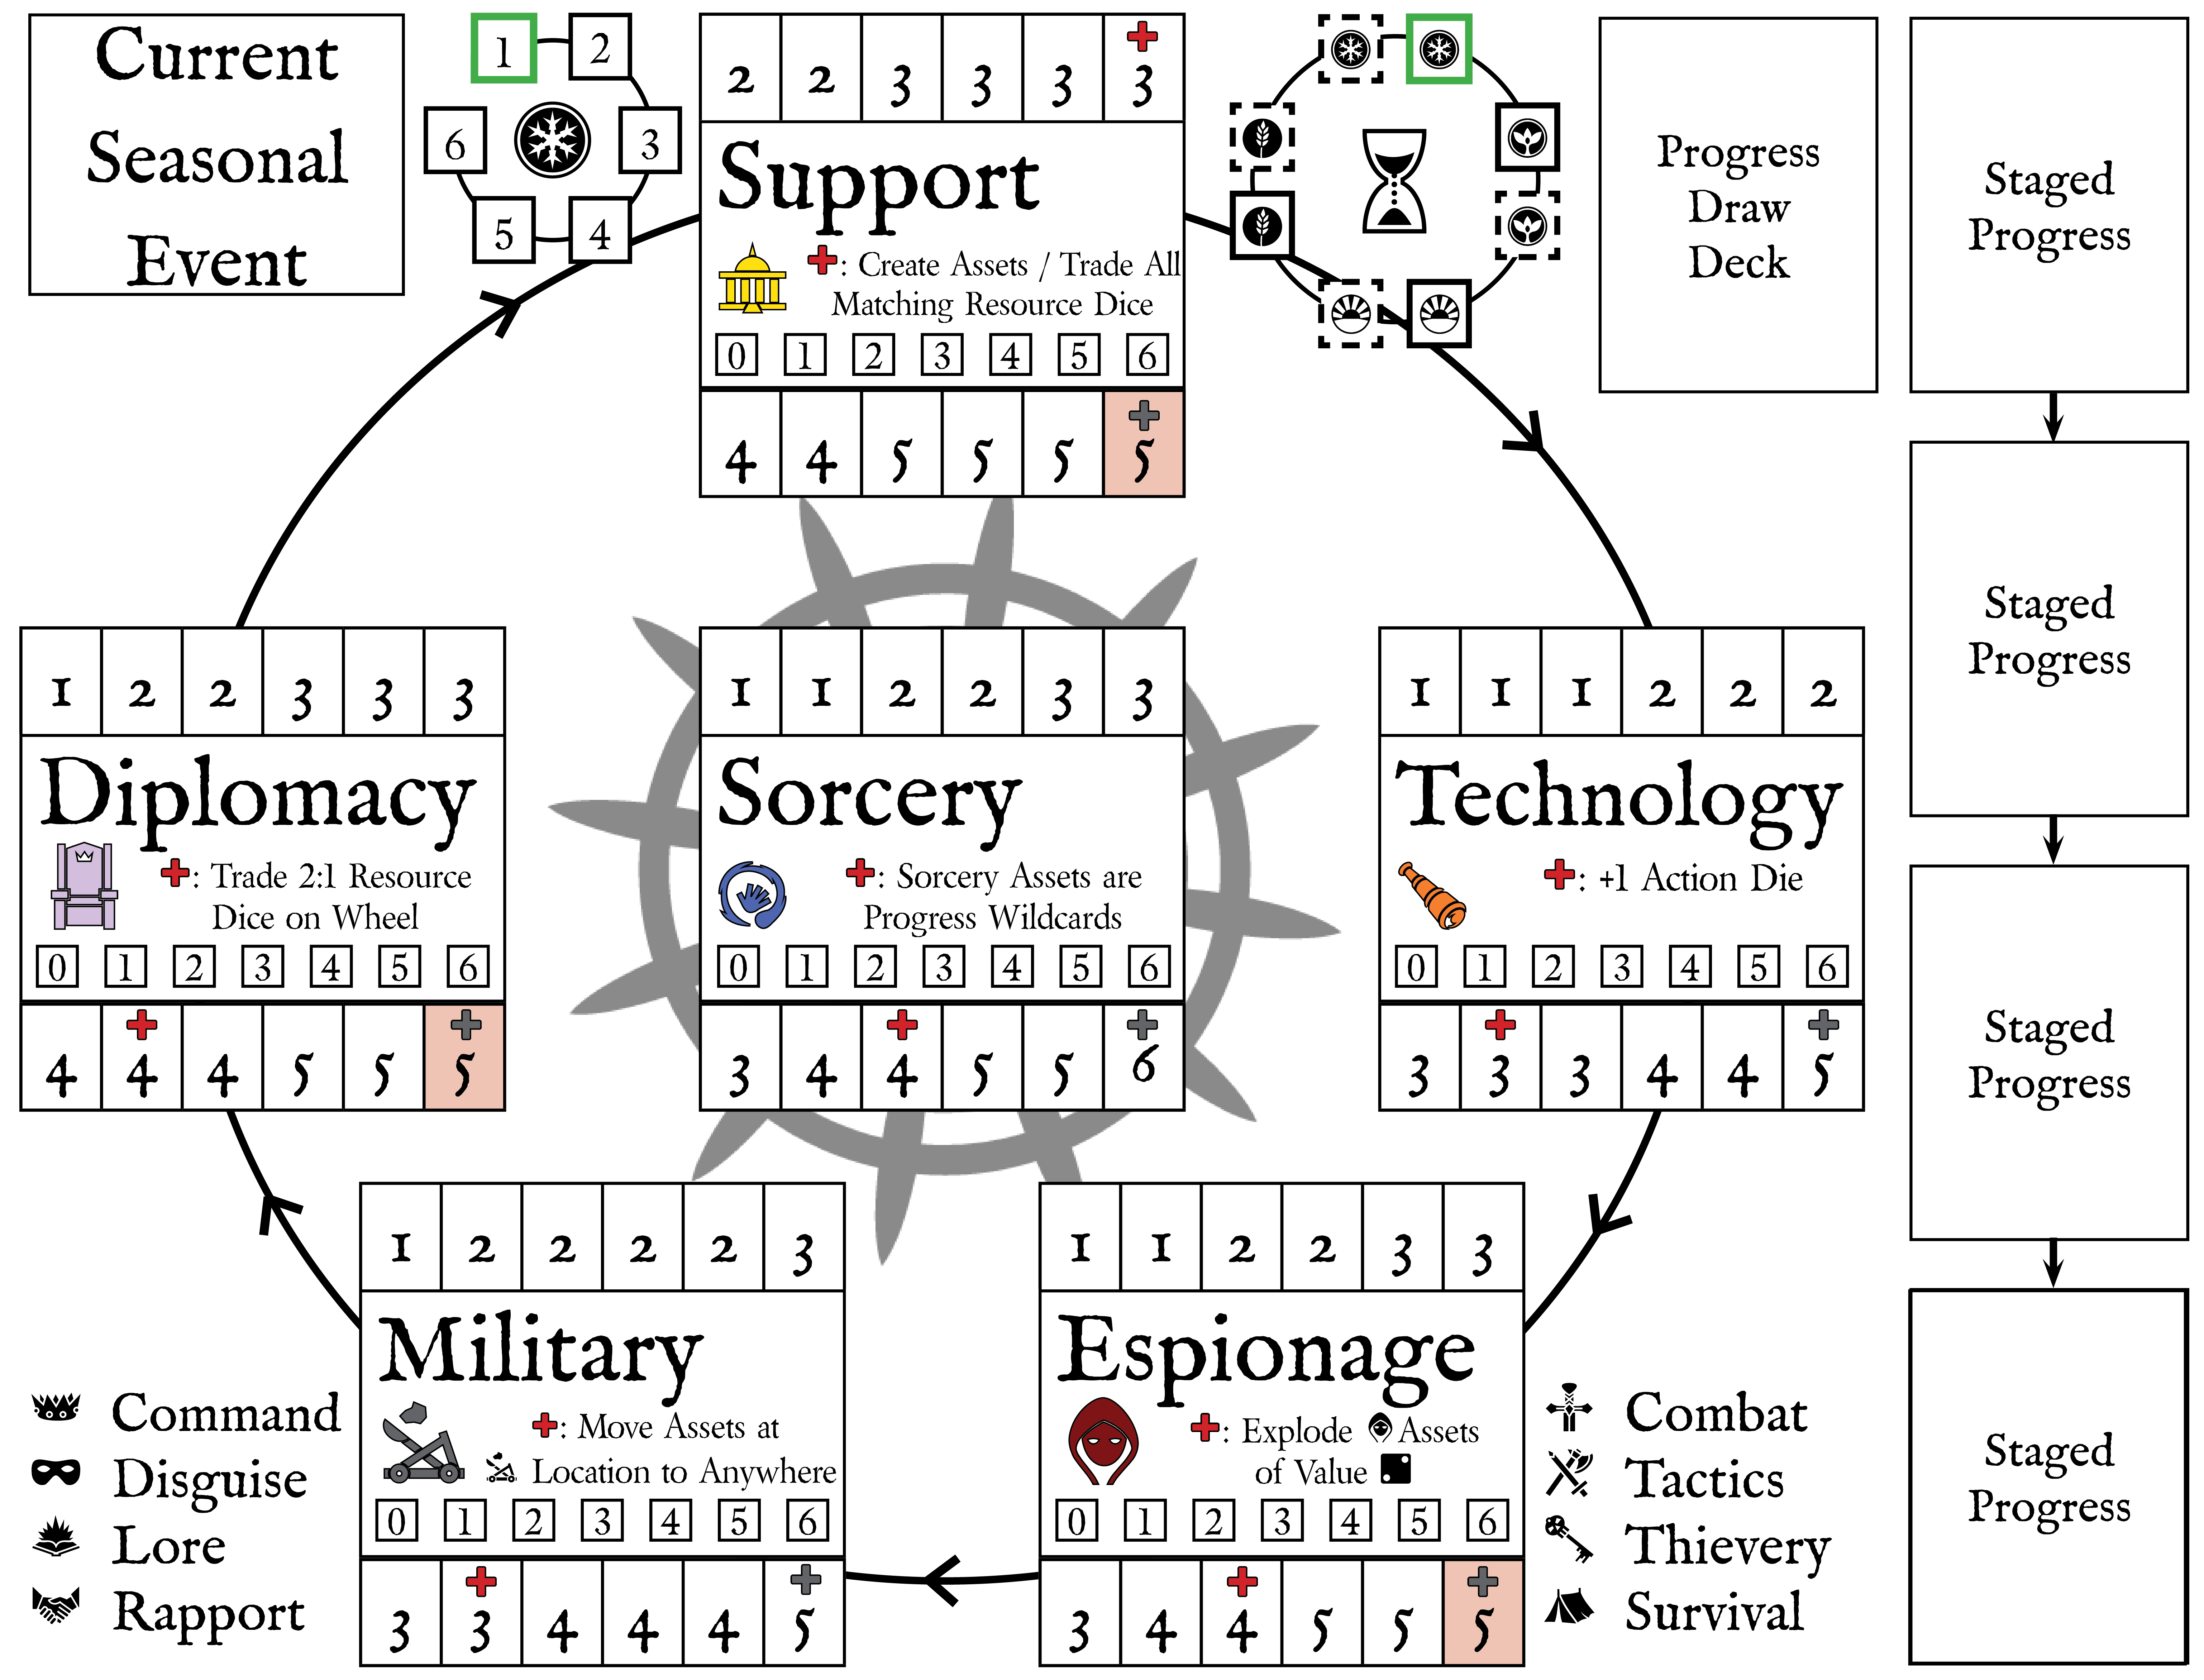 Current
Seasonal
Event
1 2
6 3
5 4
2 2 3 3 3 3
Support
: Create Assets / Trade All
Matching Resource Dice
0 1 2 3 4 5 6
4 4 5 5 5 5
Progress
Draw
Deck
Staged
Progress
Staged
Progress
Staged
Progress
Staged
Progress
1 2 2 3 3 3
Diplomacy
: Trade 2:1 Resource
Dice on Wheel
0 1 2 3 4 5 6
4 4 4 5 5 5
1 1 2 2 3 3
Sorcery
: Sorcery Assets are
Progress Wildcards
0 1 2 3 4 5 6
3 4 4 5 5 6
1 1 1 2 2 2
Technology
: +1 Action Die
0 1 2 3 4 5 6
3 3 3 4 4 5
1 2 2 2 2 3
Military
: Move Assets at
Location to Anywhere
0 1 2 3 4 5 6
3 3 4 4 4 5
1 1 2 2 3 3
Espionage
: Explode Assets
of Value
0 1 2 3 4 5 6
3 4 4 5 5 5
Command
Disguise
Lore
Rapport
Combat
Tactics
Thievery
Survival